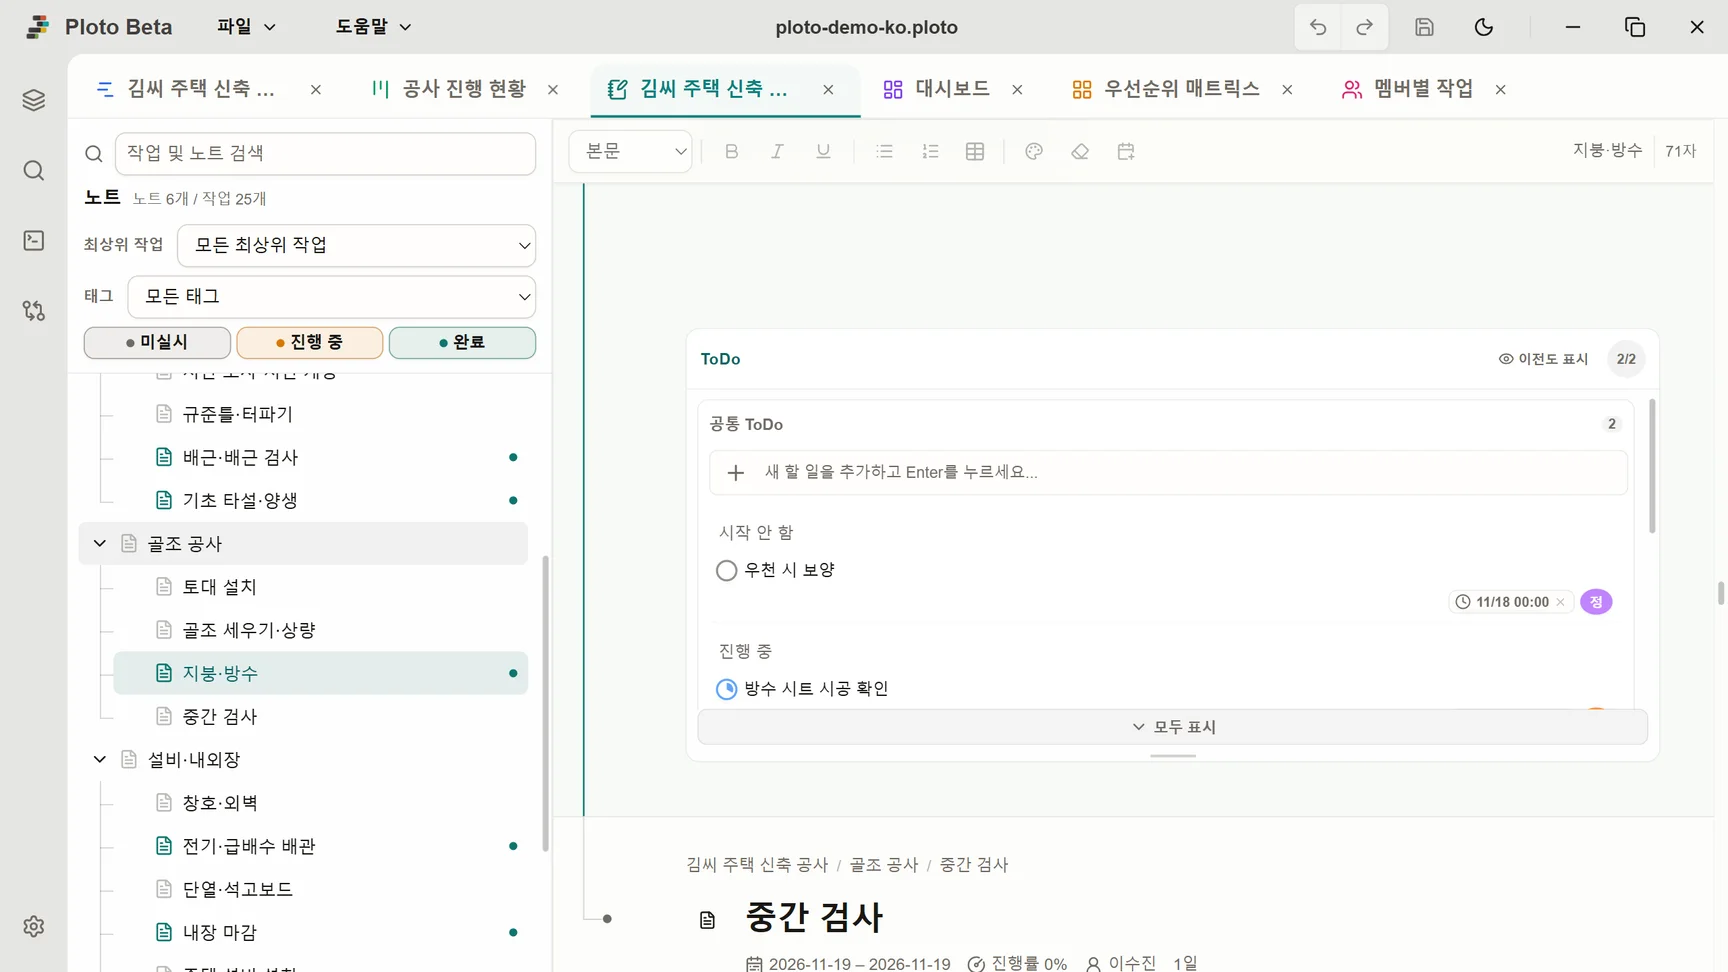 Ploto Beta
파일
도움말
ploto-demo-ko.ploto
김씨 주택 신축 ...
공사 진행 현황
김씨 주택 신축 ...
대시보드
우선순위 매트릭스
멤버별 작업
작업 및 노트 검색
본문
B
I
U
지붕·방수
71자
노트
노트 6개 / 작업 25개
최상위 작업
모든 최상위 작업
태그
모든 태그
미실시
진행 중
완료
규준틀·터파기
배근·배근 검사
기초 타설·양생
골조 공사
토대 설치
골조 세우기·상량
지붕·방수
중간 검사
설비·내외장
창호·외벽
전기·급배수 배관
단열·석고보드
내장 마감
ToDo
이전도 표시
2/2
공통 ToDo
2
새 할 일을 추가하고 Enter를 누르세요...
시작 안 함
우천 시 보양
11/18 00:00
정
진행 중
방수 시트 시공 확인
모두 표시
김씨 주택 신축 공사 / 골조 공사 / 중간 검사
중간 검사
2026-11-19 – 2026-11-19
진행률 0%
이수진
1일